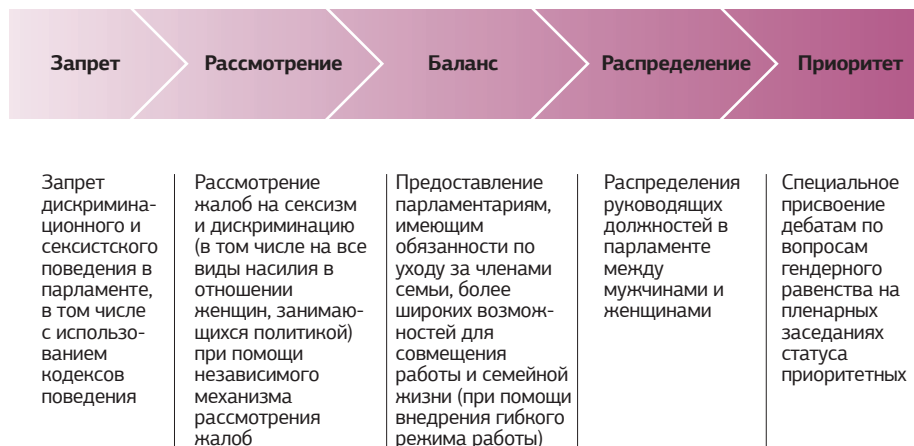 Запрет
Рассмотрение
Баланс
Распределение
Приоритет
Запрет
дискримина-
ционного и
сексистского
поведения в
парламенте,
в том числе
с использо-
ванием
кодексов
поведения
Рассмотрение
жалоб на сексизм
и дискриминацию
(в том числе на все
виды насилия в
отношении
женщин, занимаю-
щихся политикой)
при помощи
независимого
механизма
рассмотрения
жалоб
Предоставление
парламентариям,
имеющим
обязанности по
уходу за членами
семьи, более
широких возмож-
ностей для
совмещения
работы и семейной
жизни (при помощи
внедрения гибкого
режима работы)
Распределения
руководящих
должностей в
парламенте
между
мужчинами и
женщинами
Специальное
присвоение
дебатам по
вопросам
гендерного
равенства на
пленарных
заседаниях
статуса
приоритетных